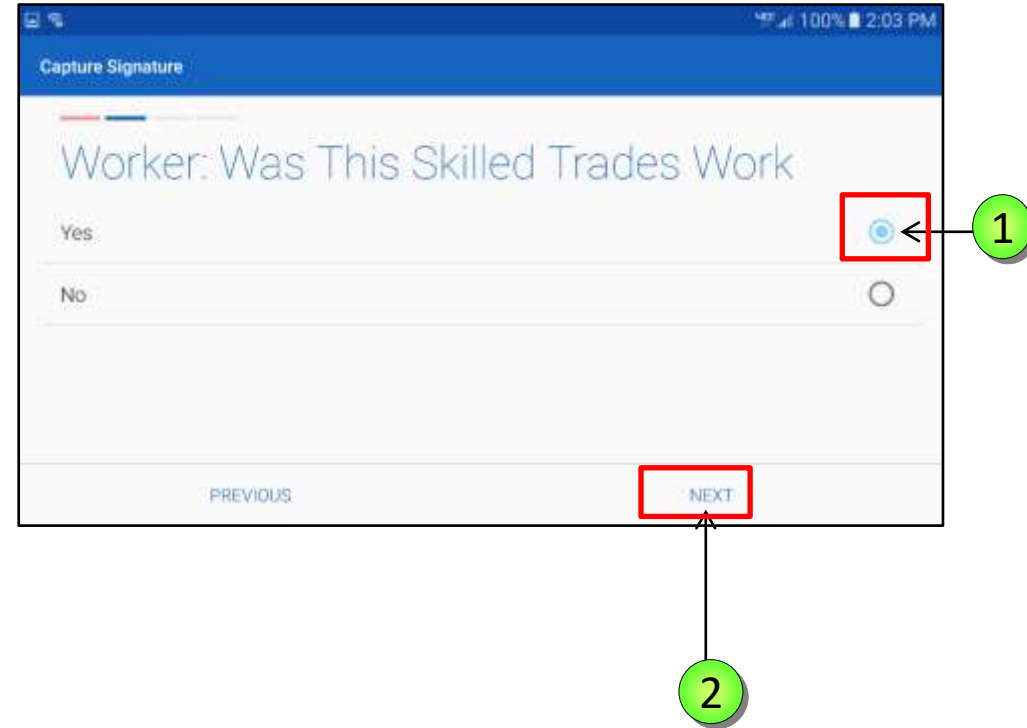 100% 2:03 PM
Capture Signature
Worker: Was This Skilled Trades Work
Yes
1
No
PREVIOUS NEXT
2